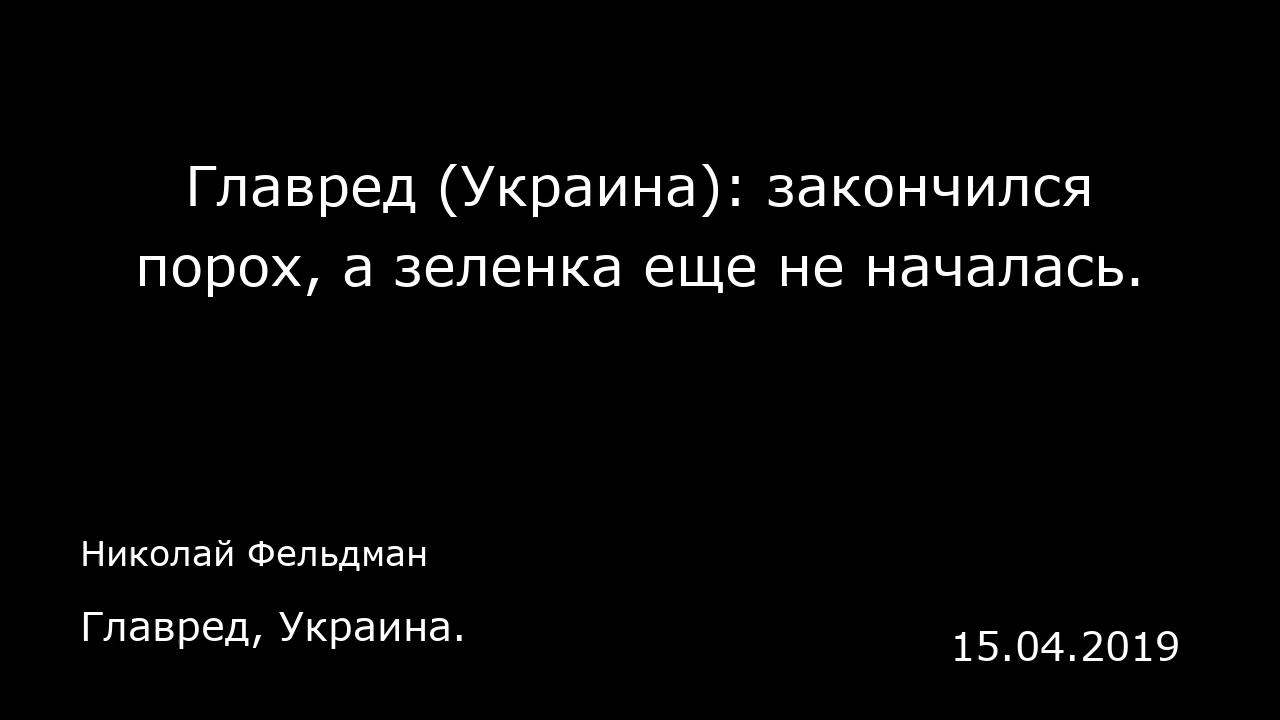 Главред (Украина): закончился
порох, а зеленка еще не началась.
Николай Фельдман
Главред, Украина.
15.04.2019